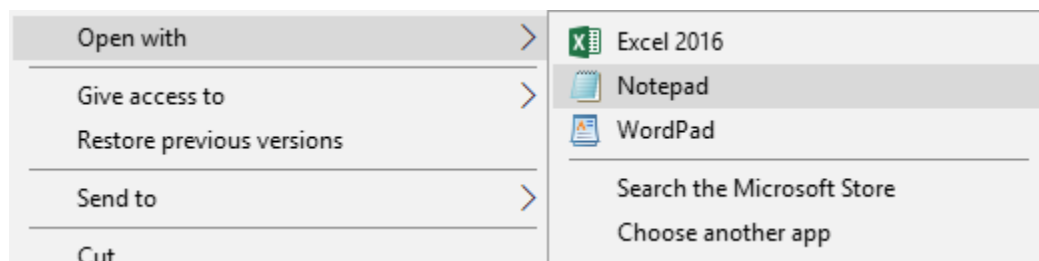 Open with
Give access to
Restore previous versions
Send to
Cut
Excel 2016
Notepad
WordPad
Search the Microsoft Store
Choose another app